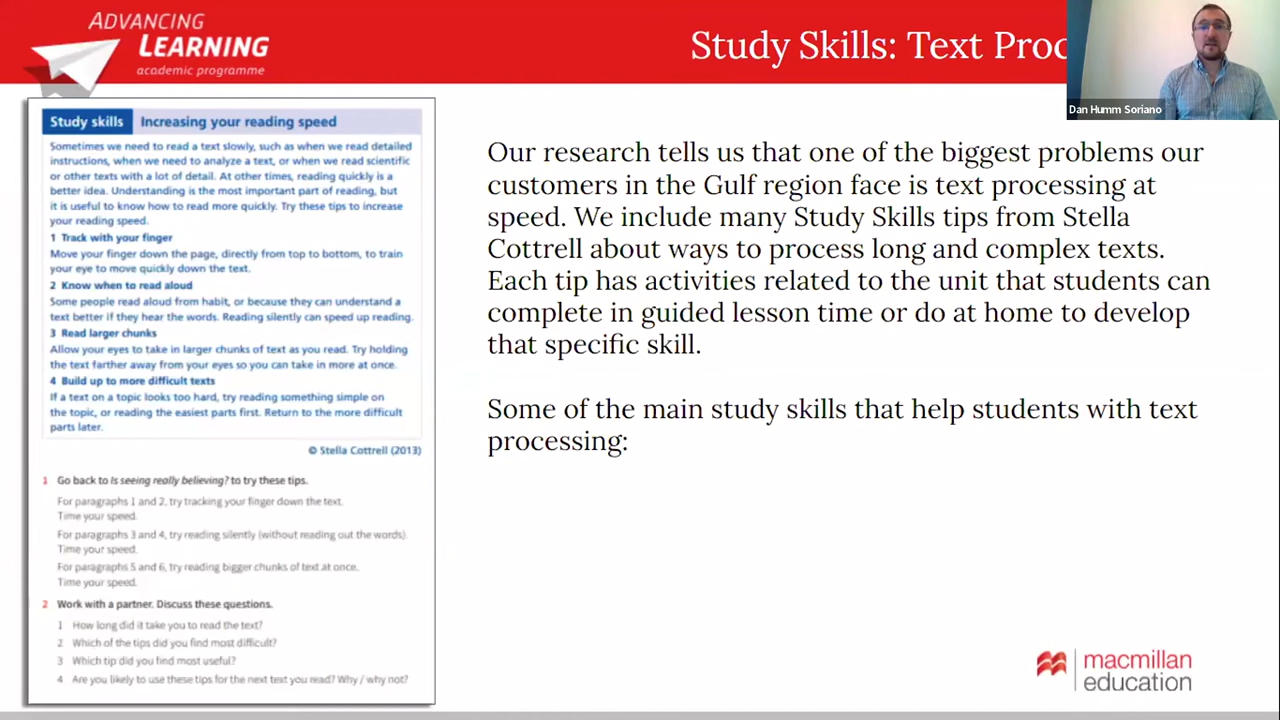 ADVANCING
LEARNING
academic programme
Study Skills: Text Proc
Dan Humm Soriano
Study skills Increasing your reading speed
Sometimes we need to read a text slowly, such as when we read detailed
instructions, when we need to analyze a text, or when we read scientific
or other texts with a lot of detail. At other times, reading quickly is a
better idea. Understanding is the most important part of reading, but
it is useful to know how to read more quickly. Try these tips to increase
your reading speed.
1 Track with your finger
Move your finger down the page, directly from top to bottom, to train
your eye to move quickly down the text.
2 Know when to read aloud
Some people read aloud from habit, or because they can understand a
text better if they hear the words. Reading silently can speed up reading.
3 Read larger chunks
Allow your eyes to take in larger chunks of text as you read. Try holding
the text farther away from your eyes so you can take in more at once.
4 Build up to more difficult texts
If a text on a topic looks too hard, try reading something simple on
the topic, or reading the easiest parts first. Return to the more difficult
parts later.
© Stella Cottrell (2013)
1 Go back to Is seeing really believing? to try these tips.
For paragraphs 1 and 2, try tracking your finger down the text.
Time your speed.
For paragraphs 3 and 4, try reading silently (without reading out the words).
Time your speed.
For paragraphs 5 and 6, try reading bigger chunks of text at once.
Time your speed.
2 Work with a partner. Discuss these questions.
1 How long did it take you to read the text?
2 Which of the tips did you find most difficult?
3 Which tip did you find most useful?
4 Are you likely to use these tips for the next text you read? Why / why not?
Our research tells us that one of the biggest problems our
customers in the Gulf region face is text processing at
speed. We include many Study Skills tips from Stella
Cottrell about ways to process long and complex texts.
Each tip has activities related to the unit that students can
complete in guided lesson time or do at home to develop
that specific skill.
Some of the main study skills that help students with text
processing:
macmillan
education